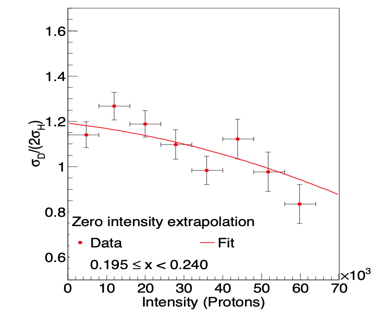 1.6
1.4
1.2
1
0.8
0.6
σD/(2σH)
Zero intensity extrapolation
Data
Fit
0.195 ≤ x < 0.240
0 10 20 30 40 50 60 70
×10³
Intensity (Protons)